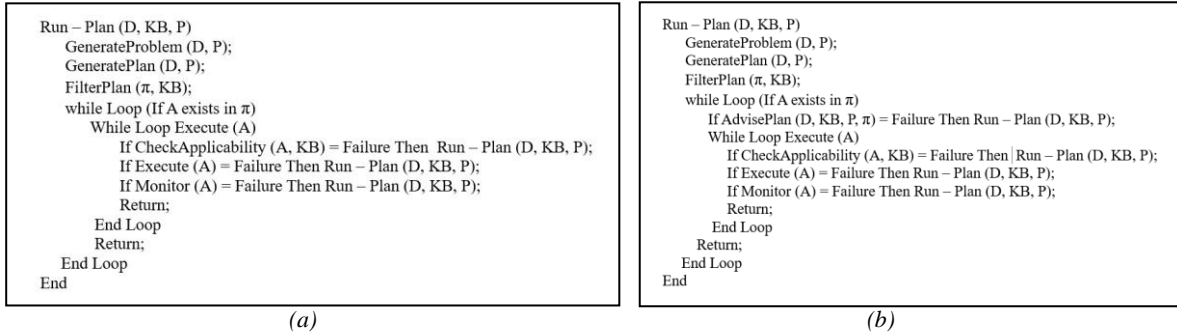 Run – Plan (D, KB, P)
GenerateProblem (D, P);
GeneratePlan (D, P);
FilterPlan (π, KB);
while Loop (If A exists in π)
While Loop Execute (A)
If CheckApplicability (A, KB) = Failure Then Run – Plan (D, KB, P);
If Execute (A) = Failure Then Run – Plan (D, KB, P);
If Monitor (A) = Failure Then Run – Plan (D, KB, P);
Return;
End Loop
Return;
End Loop
End
(a)
Run – Plan (D, KB, P)
GenerateProblem (D, P);
GeneratePlan (D, P);
FilterPlan (π, KB);
while Loop (If A exists in π)
If AdvisePlan (D, KB, P, π) = Failure Then Run – Plan (D, KB, P);
While Loop Execute (A)
If CheckApplicability (A, KB) = Failure Then Run – Plan (D, KB, P);
If Execute (A) = Failure Then Run – Plan (D, KB, P);
If Monitor (A) = Failure Then Run – Plan (D, KB, P);
Return;
End Loop
Return;
End Loop
End
(b)